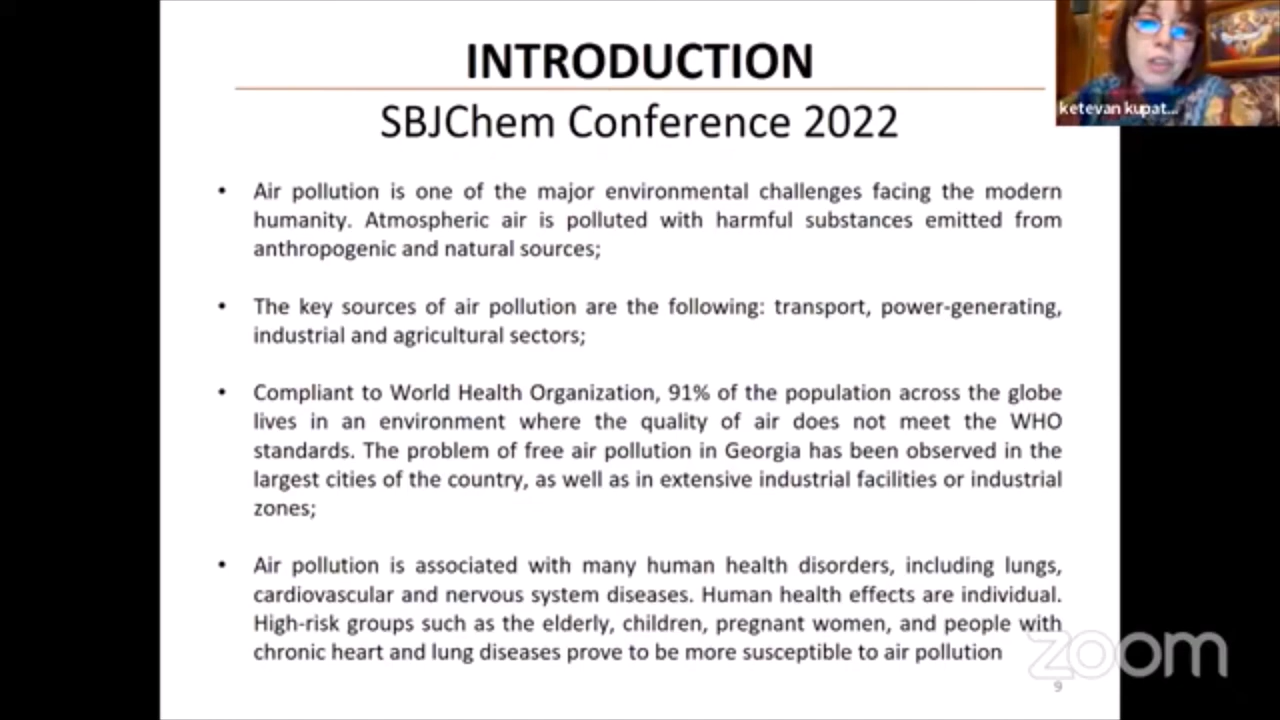 INTRODUCTION
SBJChem Conference 2022
• Air pollution is one of the major environmental challenges facing the modern
humanity. Atmospheric air is polluted with harmful substances emitted from
anthropogenic and natural sources;
• The key sources of air pollution are the following: transport, power-generating,
industrial and agricultural sectors;
• Compliant to World Health Organization, 91% of the population across the globe
lives in an environment where the quality of air does not meet the WHO
standards. The problem of free air pollution in Georgia has been observed in the
largest cities of the country, as well as in extensive industrial facilities or industrial
zones;
• Air pollution is associated with many human health disorders, including lungs,
cardiovascular and nervous system diseases. Human health effects are individual.
High-risk groups such as the elderly, children, pregnant women, and people with
chronic heart and lung diseases prove to be more susceptible to air pollution
9
ketevan kupat...
zoom